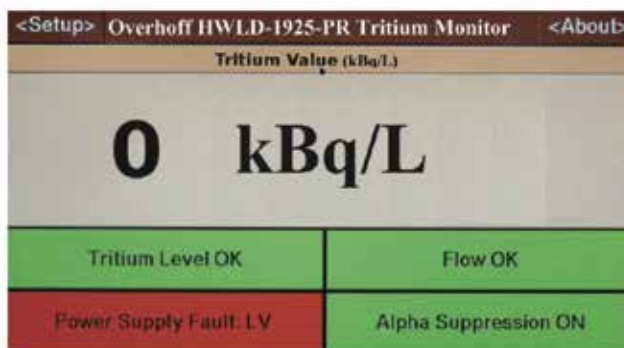 <Setup> Overhoff HWLD-1925-PR Tritium Monitor <About>
Tritium Value (kBq/L)
0 kBq/L
Tritium Level OK Flow OK
Power Supply Fault: LV Alpha Suppression ON